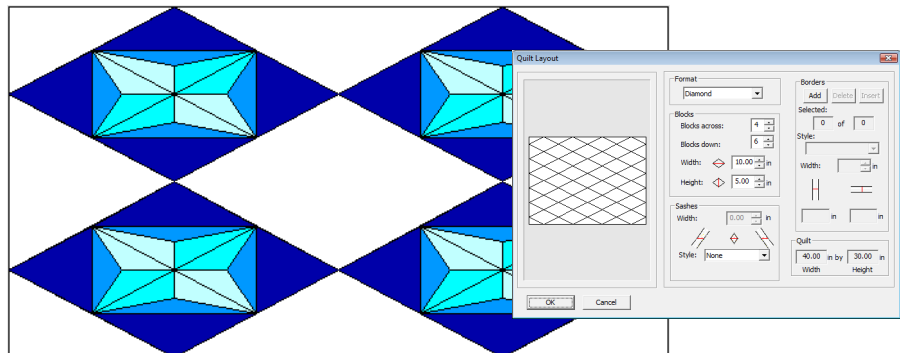 Quilt Layout
Format
Diamond
Blocks
Blocks across: 4
Blocks down: 6
Width: 10.00 in
Height: 5.00 in
Sashes
Width: 0.00 in
Style: None
Borders
Add Delete Insert
Selected:
0 of 0
Style:
Width: in
in in
Quilt
40.00 in by 30.00 in
Width Height
OK Cancel